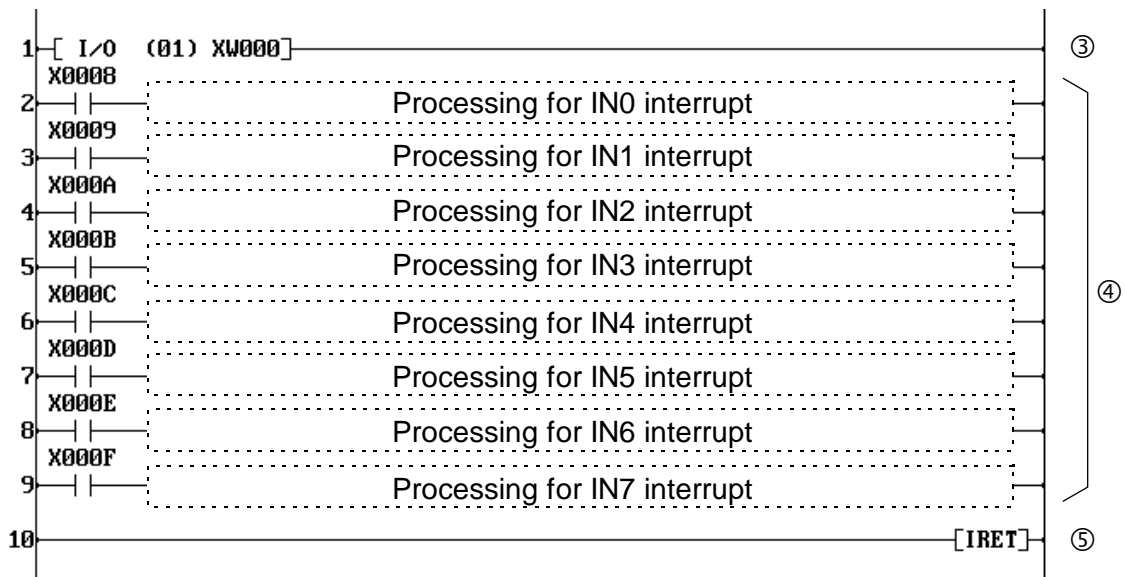 1 [ I/O (01) XW000] ③
X0008
2 Processing for IN0 interrupt
X0009
3 Processing for IN1 interrupt
X000A
4 Processing for IN2 interrupt
X000B
5 Processing for IN3 interrupt
X000C
6 Processing for IN4 interrupt
④
X000D
7 Processing for IN5 interrupt
X000E
8 Processing for IN6 interrupt
X000F
9 Processing for IN7 interrupt
10 [IRET] ⑤